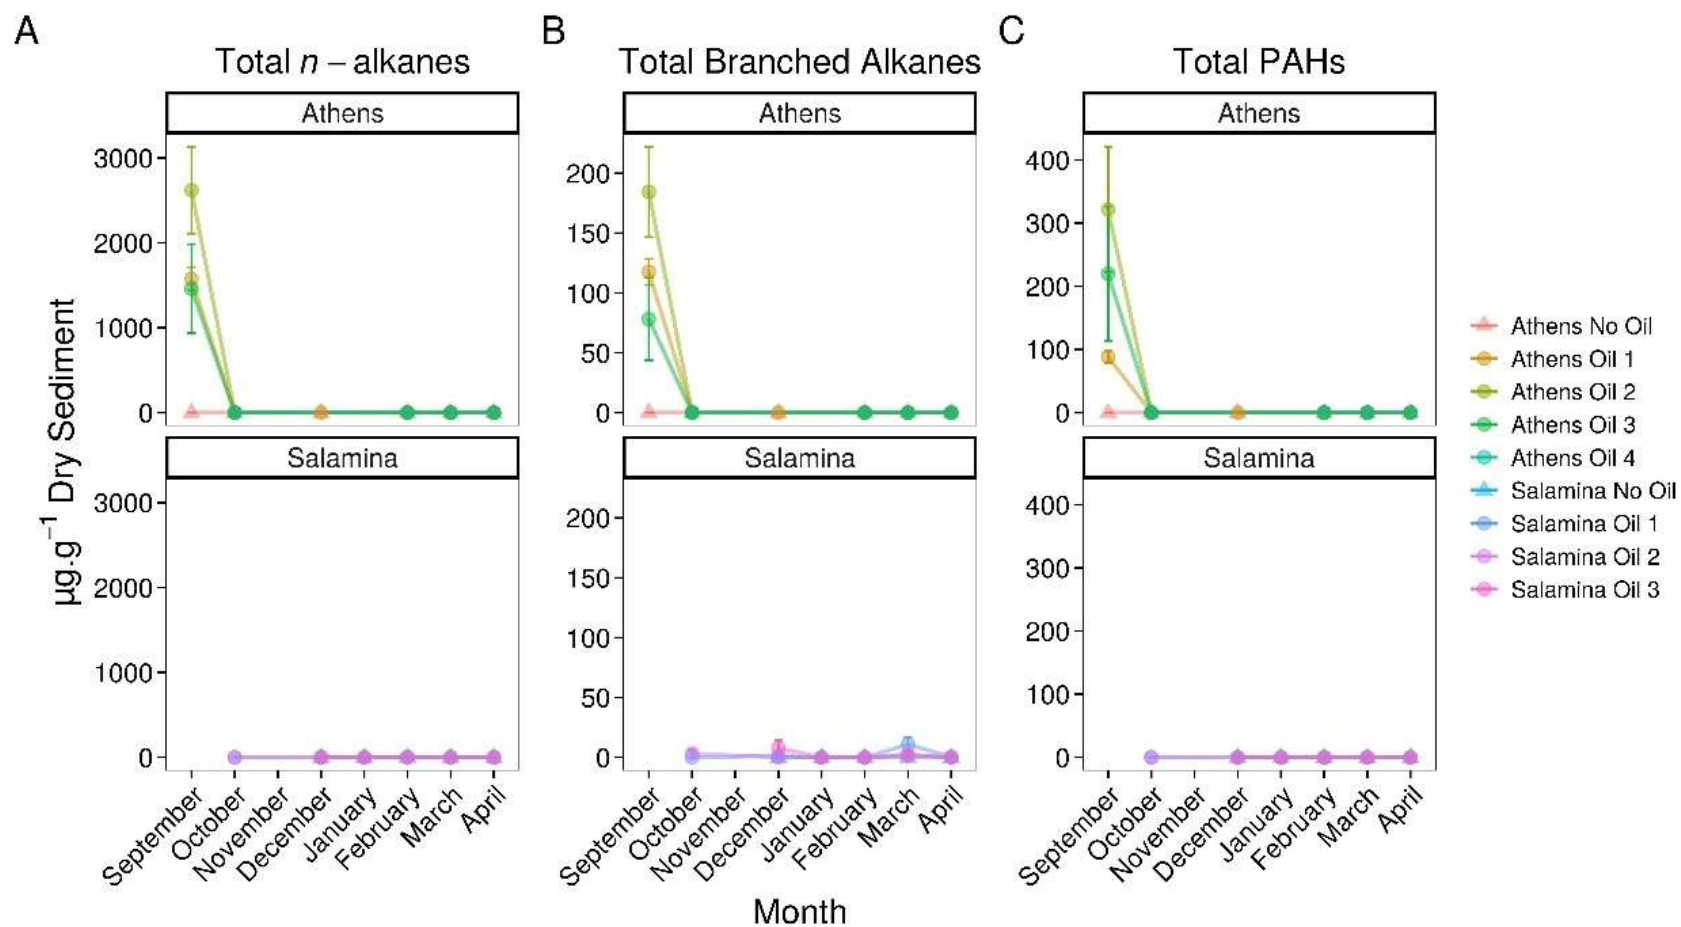 A
B
C
Total n − alkanes
Total Branched Alkanes
Total PAHs
Athens
Athens
Athens
3000
2000
1000
0
200
150
100
50
0
400
300
200
100
0
µg.g⁻¹ Dry Sediment
Salamina
Salamina
Salamina
3000
2000
1000
0
200
150
100
50
0
400
300
200
100
0
September
October
November
December
January
February
March
April
September
October
November
December
January
February
March
April
September
October
November
December
January
February
March
April
Month
Athens No Oil
Athens Oil 1
Athens Oil 2
Athens Oil 3
Athens Oil 4
Salamina No Oil
Salamina Oil 1
Salamina Oil 2
Salamina Oil 3